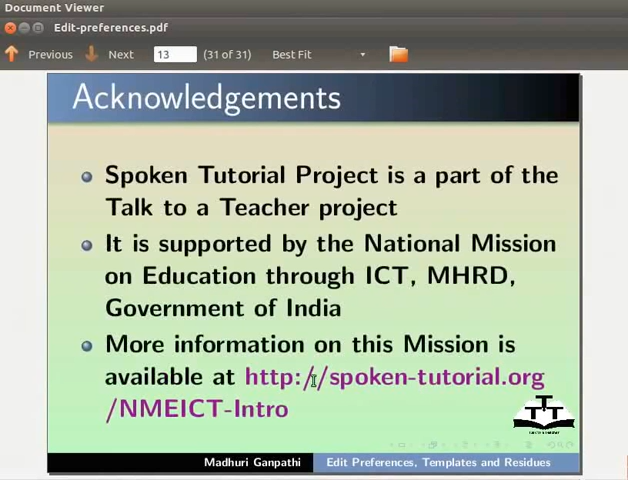 Document Viewer
Edit-preferences.pdf
Previous Next 13 (31 of 31) Best Fit
Acknowledgements
Spoken Tutorial Project is a part of the
Talk to a Teacher project
It is supported by the National Mission
on Education through ICT, MHRD,
Government of India
More information on this Mission is
available at http://spoken-tutorial.org
/NMEICT-Intro
Madhuri Ganpathi Edit Preferences, Templates and Residues